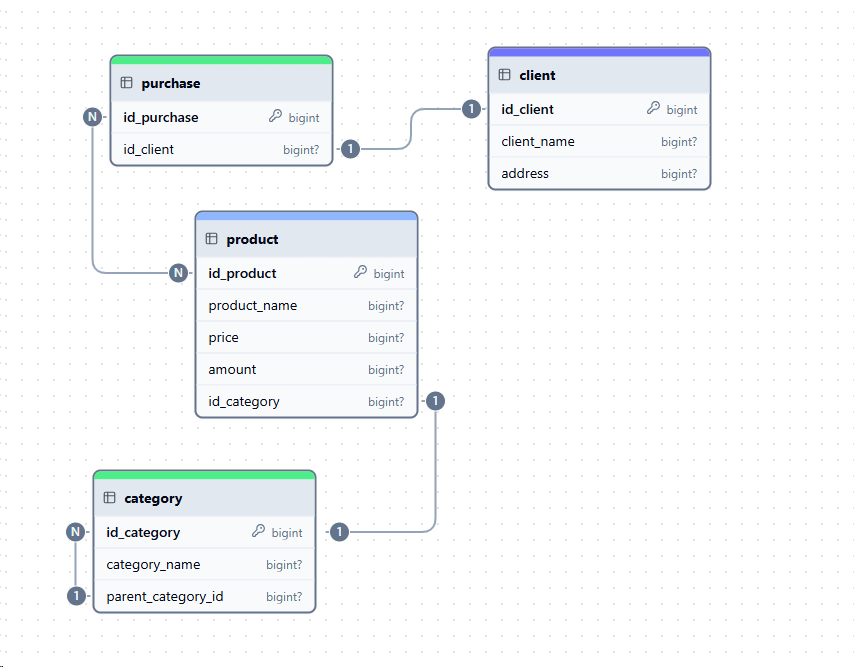 purchase
N id_purchase bigint
id_client bigint? 1
client
1 id_client bigint
client_name bigint?
address bigint?
product
N id_product bigint
product_name bigint?
price bigint?
amount bigint?
id_category bigint? 1
category
N id_category bigint 1
category_name bigint?
1 parent_category_id bigint?